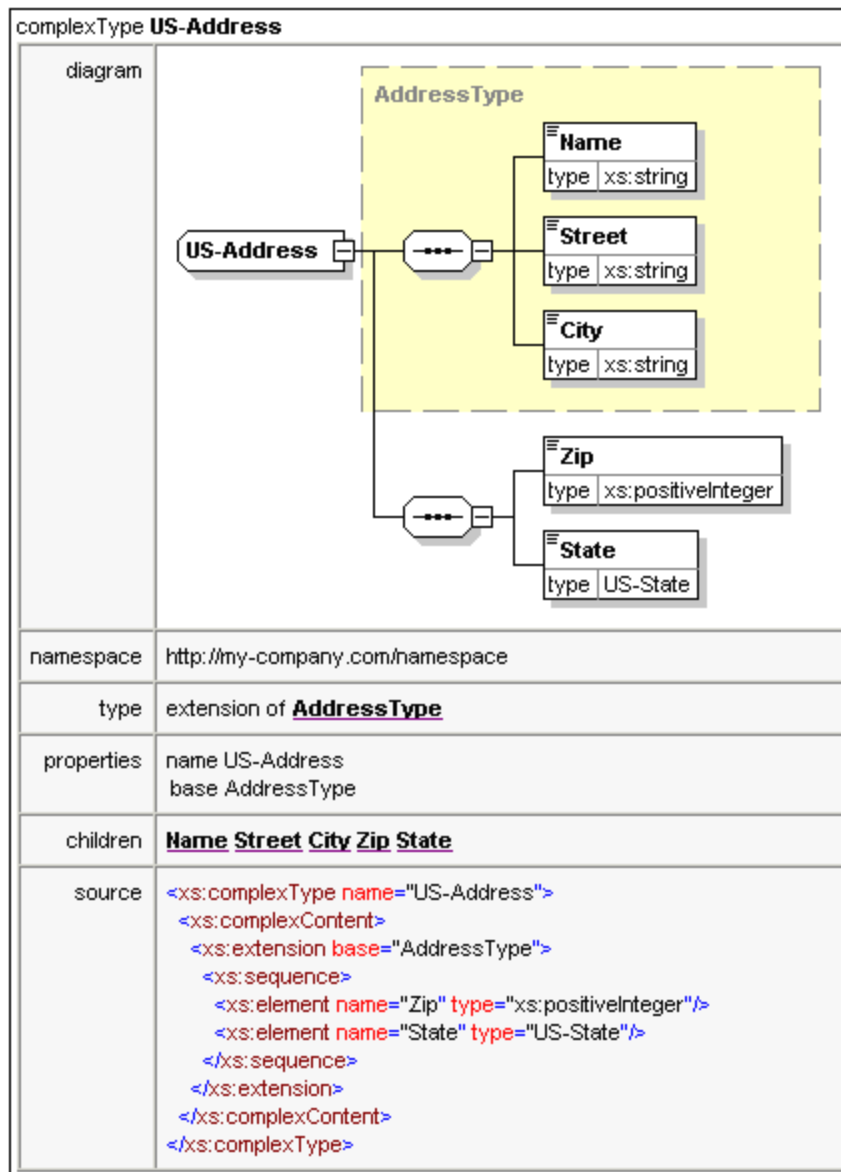 complexType US-Address
diagram
AddressType
Name
type xs:string
US-Address
Street
type xs:string
City
type xs:string
Zip
type xs:positiveInteger
State
type US-State
namespace http://my-company.com/namespace
type extension of AddressType
properties name US-Address
base AddressType
children Name Street City Zip State
source <xs:complexType name="US-Address">
<xs:complexContent>
<xs:extension base="AddressType">
<xs:sequence>
<xs:element name="Zip" type="xs:positiveInteger"/>
<xs:element name="State" type="US-State"/>
</xs:sequence>
</xs:extension>
</xs:complexContent>
</xs:complexType>